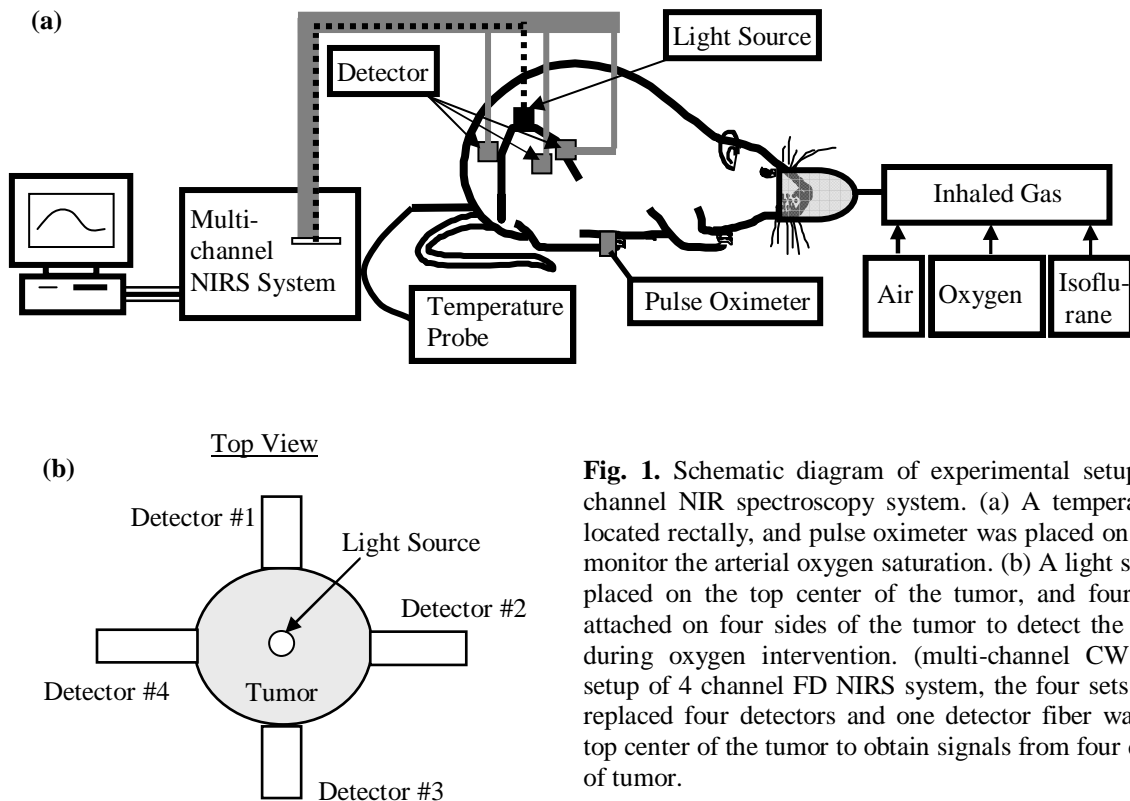 (a)
Light Source
Detector
Multi-
channel
NIRS System
Temperature
Probe
Pulse Oximeter
Inhaled Gas
Air
Oxygen
Isoflu-
rane
Top View
(b)
Detector #1
Light Source
Detector #2
Detector #4
Tumor
Detector #3
Fig. 1. Schematic diagram of experimental setup
channel NIR spectroscopy system. (a) A tempera
located rectally, and pulse oximeter was placed on
monitor the arterial oxygen saturation. (b) A light s
placed on the top center of the tumor, and four
attached on four sides of the tumor to detect the
during oxygen intervention. (multi-channel CW
setup of 4 channel FD NIRS system, the four sets
replaced four detectors and one detector fiber wa
top center of the tumor to obtain signals from four
of tumor.